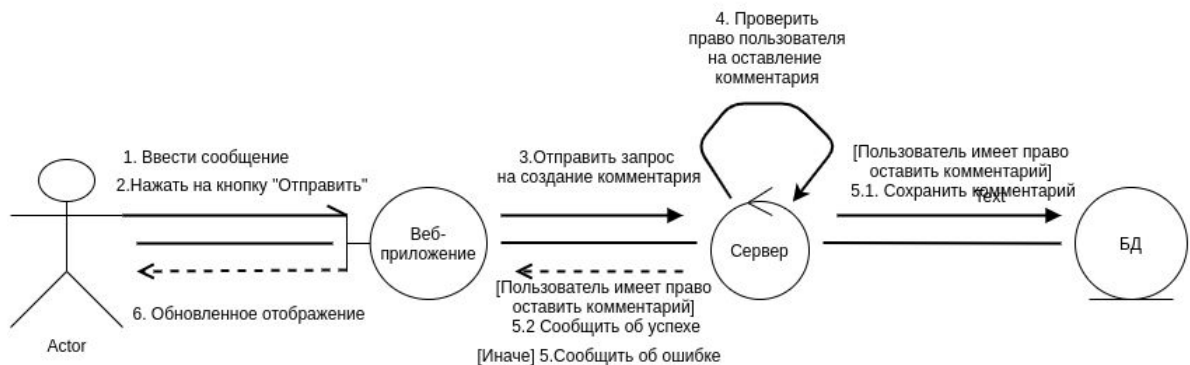 4. Проверить
право пользователя
на оставление
комментария
1. Ввести сообщение
2.Нажать на кнопку "Отправить"
3.Отправить запрос
на создание комментария
[Пользователь имеет право
оставить комментарий]
5.1. Сохранить комментарий
Text
Веб-
приложение
Сервер
БД
[Пользователь имеет право
оставить комментарий]
5.2 Сообщить об успехе
[Иначе] 5.Сообщить об ошибке
6. Обновленное отображение
Actor